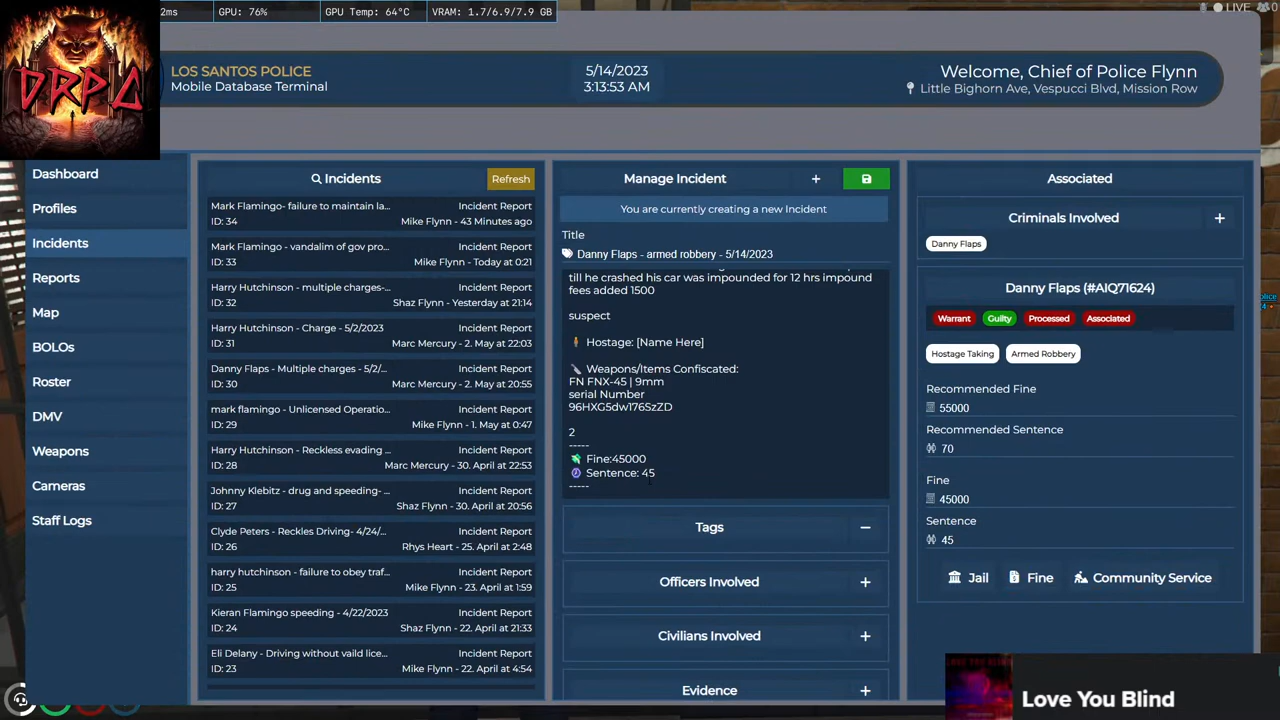 2ms
GPU: 76%
GPU Temp: 64°C
VRAM: 1.7/6.9/7.9 GB
LIVE
0
DRPC
LOS SANTOS POLICE
Mobile Database Terminal
5/14/2023
3:13:53 AM
Welcome, Chief of Police Flynn
Little Bighorn Ave, Vespucci Blvd, Mission Row
Dashboard
Profiles
Incidents
Reports
Map
BOLOs
Roster
DMV
Weapons
Cameras
Staff Logs
Incidents
Refresh
Mark Flamingo- failure to maintain la...
Incident Report
ID: 34
Mike Flynn - 43 Minutes ago
Mark Flamingo - vandalim of gov pro...
Incident Report
ID: 33
Mike Flynn - Today at 0:21
Harry Hutchinson - multiple charges-...
Incident Report
ID: 32
Shaz Flynn - Yesterday at 21:14
Harry Hutchinson - Charge - 5/2/2023
Incident Report
ID: 31
Marc Mercury - 2. May at 22:03
Danny Flaps - Multiple charges - 5/2/...
Incident Report
ID: 30
Marc Mercury - 2. May at 20:55
mark flamingo - Unlicensed Operatio...
Incident Report
ID: 29
Mike Flynn - 1. May at 0:47
Harry Hutchinson - Reckless evading ...
Incident Report
ID: 28
Marc Mercury - 30. April at 22:53
Johnny Klebitz - drug and speeding- ...
Incident Report
ID: 27
Shaz Flynn - 30. April at 20:56
Clyde Peters - Reckles Driving- 4/24/...
Incident Report
ID: 26
Rhys Heart - 25. April at 2:48
harry hutchinson - failure to obey traf...
Incident Report
ID: 25
Mike Flynn - 23. April at 1:59
Kieran Flamingo speeding - 4/22/2023
Incident Report
ID: 24
Shaz Flynn - 22. April at 21:33
Eli Delany - Driving without vaild lice...
Incident Report
ID: 23
Mike Flynn - 22. April at 4:54
Manage Incident
You are currently creating a new Incident
Title
Danny Flaps - armed robbery - 5/14/2023
till he crashed his car was impounded for 12 hrs impound
fees added 1500
suspect
Hostage: [Name Here]
Weapons/Items Confiscated:
FN FNX-45 | 9mm
serial Number
96HXG5dw176SzZD
2
-----
Fine:45000
Sentence: 45
-----
Tags
Officers Involved
Civilians Involved
Evidence
Associated
Criminals Involved
Danny Flaps
Danny Flaps (#AIQ71624)
Warrant
Guilty
Processed
Associated
Hostage Taking
Armed Robbery
Recommended Fine
55000
Recommended Sentence
70
Fine
45000
Sentence
45
Jail
Fine
Community Service
Love You Blind